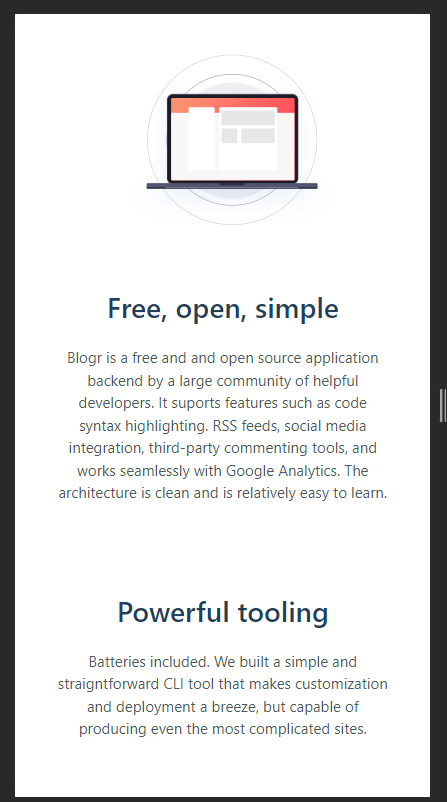 Free, open, simple
Blogr is a free and and open source application
backend by a large community of helpful
developers. It suports features such as code
syntax highlighting. RSS feeds, social media
integration, third-party commenting tools, and
works seamlessly with Google Analytics. The
architecture is clean and is relatively easy to learn.
Powerful tooling
Batteries included. We built a simple and
straigntforward CLI tool that makes customization
and deployment a breeze, but capable of
producing even the most complicated sites.